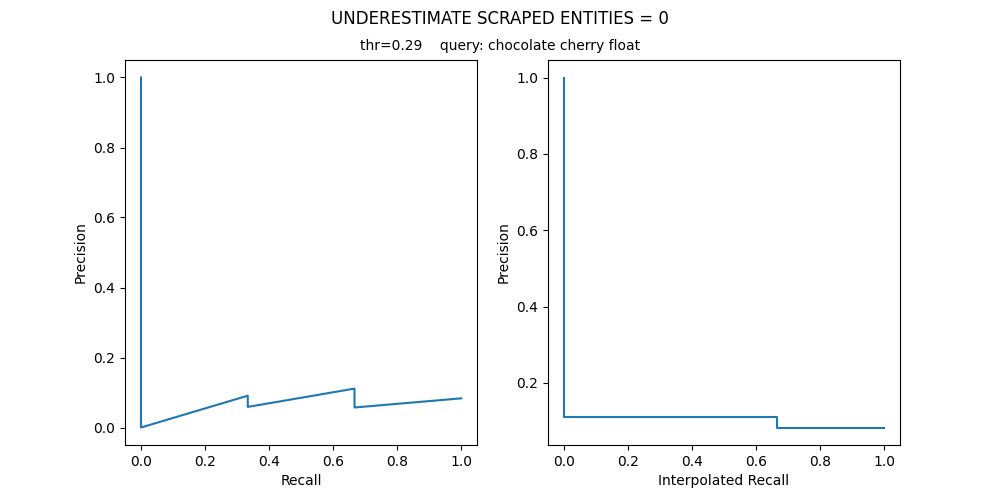 UNDERESTIMATE SCRAPED ENTITIES = 0
thr=0.29    query: chocolate cherry float
1.0
0.8
0.6
0.4
0.2
0.0
Precision
0.0 0.2 0.4 0.6 0.8 1.0
Recall
1.0
0.8
0.6
0.4
0.2
Precision
0.0 0.2 0.4 0.6 0.8 1.0
Interpolated Recall